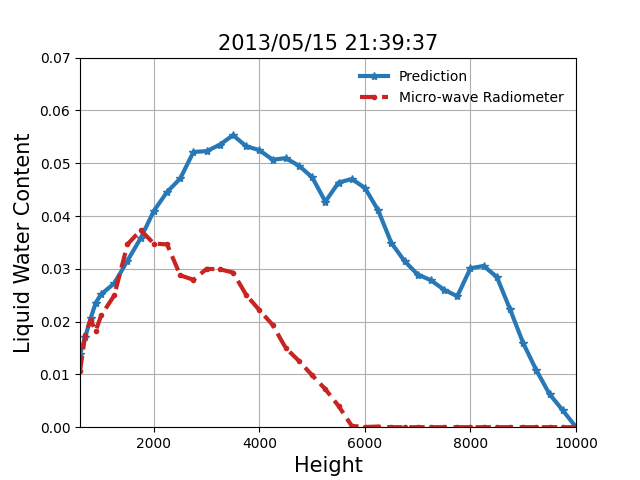 2013/05/15 21:39:37
0.07
0.06
0.05
0.04
0.03
0.02
0.01
0.00
Liquid Water Content
Prediction
Micro-wave Radiometer
2000 4000 6000 8000 10000
Height